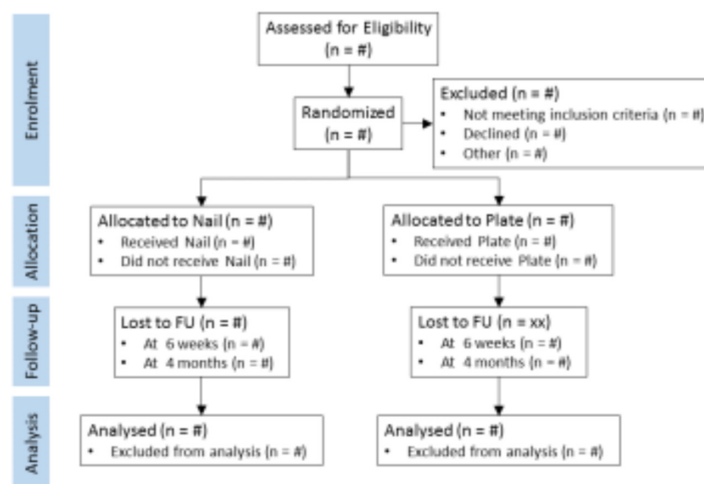 Enrolment
Assessed for Eligibility
(n = #)
Randomized
(n = #)
Excluded (n = #)
• Not meeting inclusion criteria (n = #)
• Declined (n = #)
• Other (n = #)
Allocation
Allocated to Nail (n = #)
• Received Nail (n = #)
• Did not receive Nail (n = #)
Allocated to Plate (n = #)
• Received Plate (n = #)
• Did not receive Plate (n = #)
Follow-up
Lost to FU (n = #)
• At 6 weeks (n = #)
• At 4 months (n = #)
Lost to FU (n = xx)
• At 6 weeks (n = #)
• At 4 months (n = #)
Analysis
Analysed (n = #)
• Excluded from analysis (n = #)
Analysed (n = #)
• Excluded from analysis (n = #)